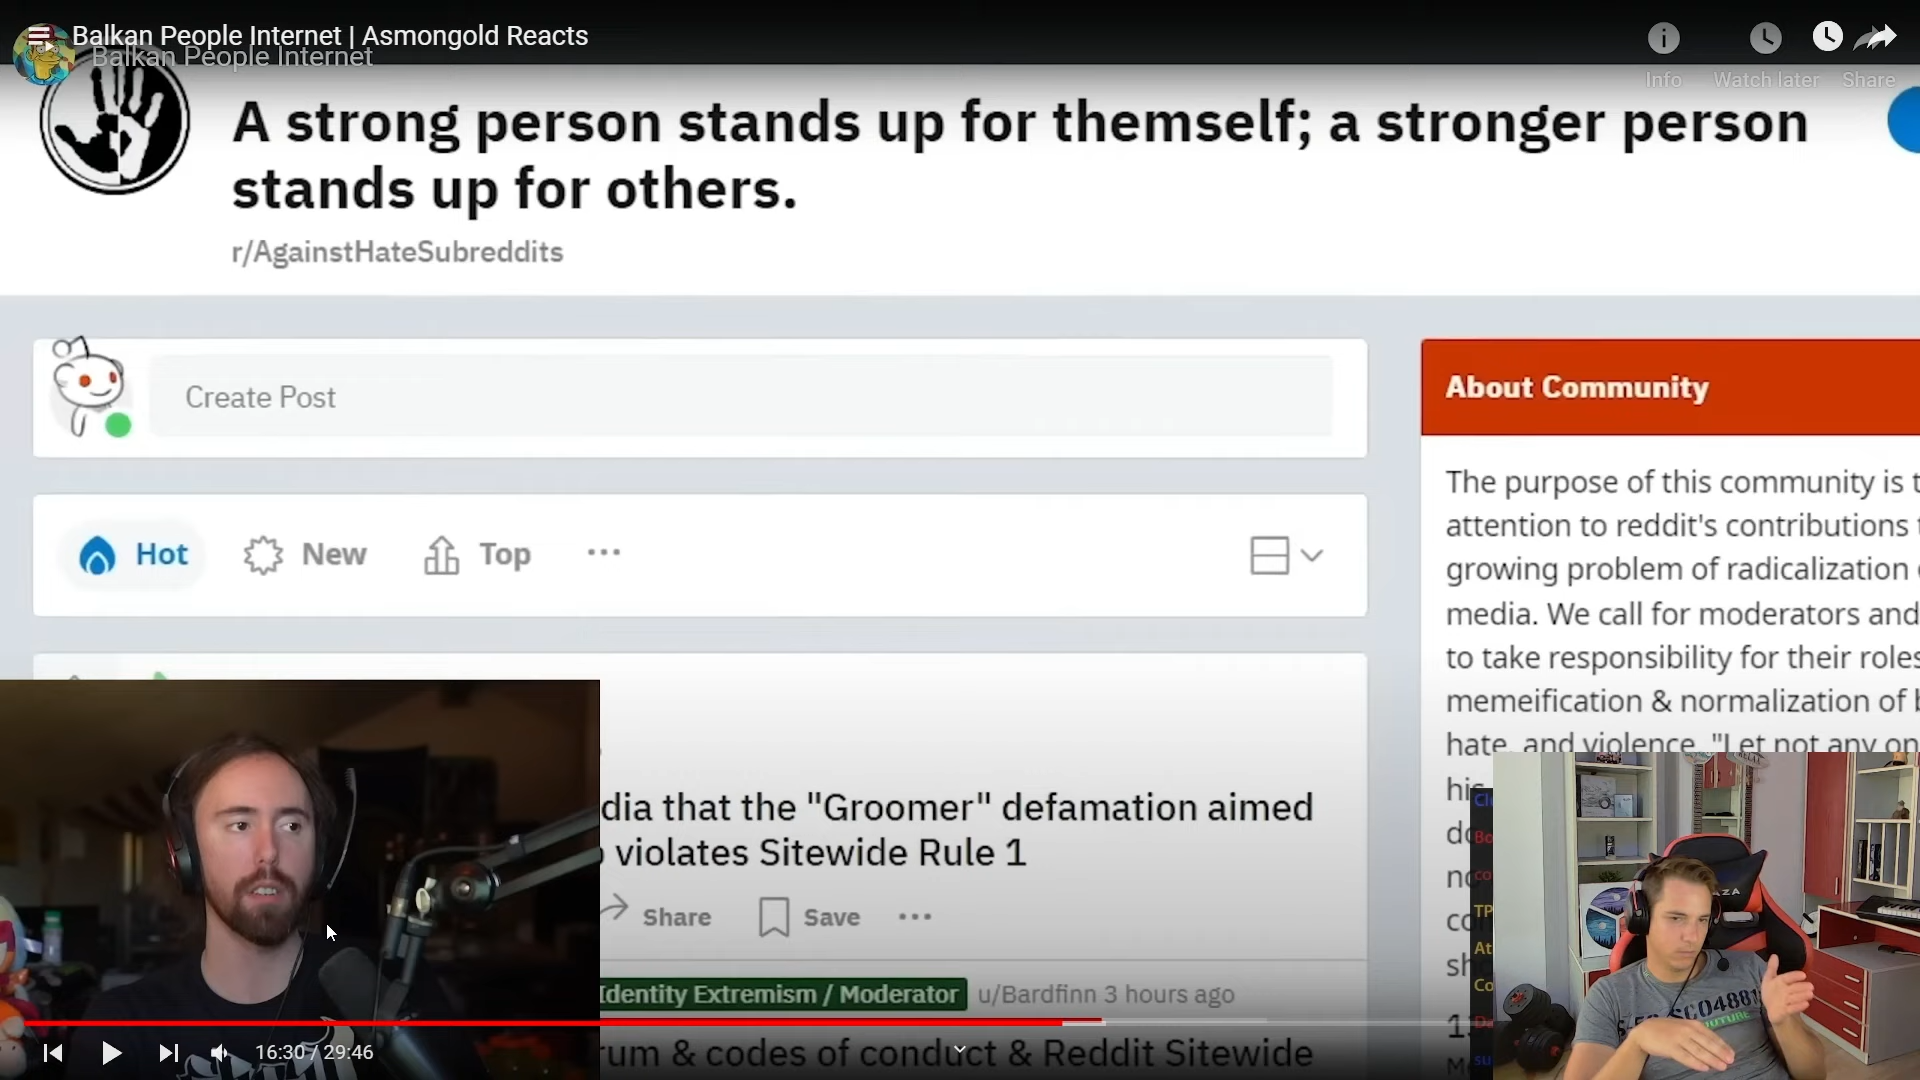 Balkan People Internet | Asmongold Reacts
Balkan People Internet
Info
Watch later
Share
A strong person stands up for themself; a stronger person
stands up for others.
r/AgainstHateSubreddits
Create Post
Hot
New
Top
About Community
The purpose of this community is
attention to reddit's contributions
growing problem of radicalization
media. We call for moderators and
to take responsibility for their roles
memeification & normalization of
hate, and violence. "Let not any
dia that the "Groomer" defamation aimed
violates Sitewide Rule 1
Share
Save
Identity Extremism / Moderator
u/Bardfinn 3 hours ago
rum & codes of conduct & Reddit Sitewide
16:30 / 29:46